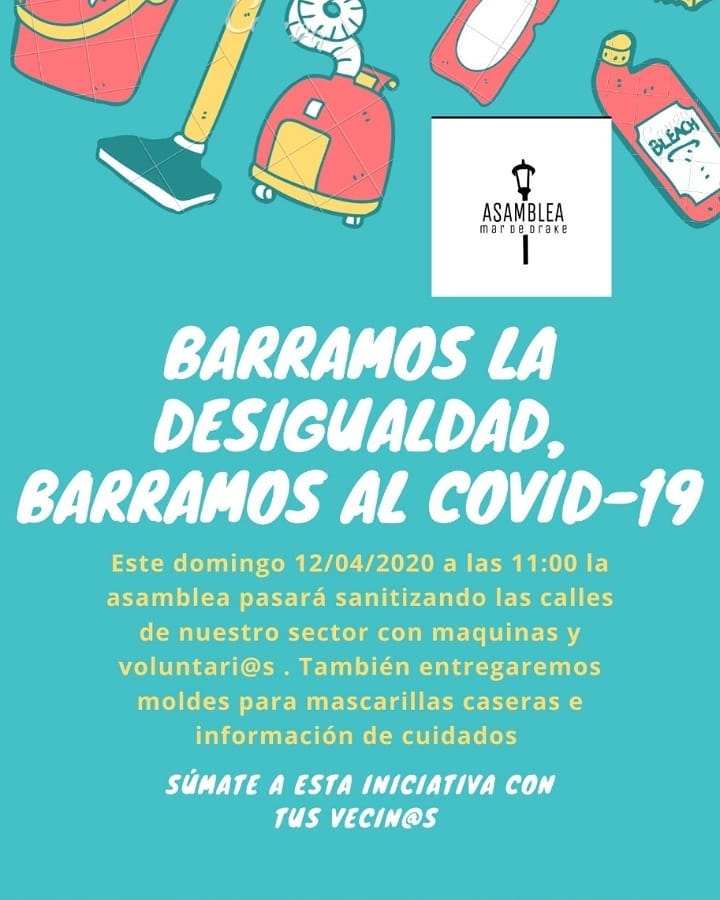 BLEACH
ASAMBLEA
mar de drake
BARRAMOS LA
DESIGUALDAD,
BARRAMOS AL COVID-19
Este domingo 12/04/2020 a las 11:00 la
asamblea pasará sanitizando las calles
de nuestro sector con maquinas y
voluntari@s . También entregaremos
moldes para mascarillas caseras e
información de cuidados
SÚMATE A ESTA INICIATIVA CON
TUS VECIN@S